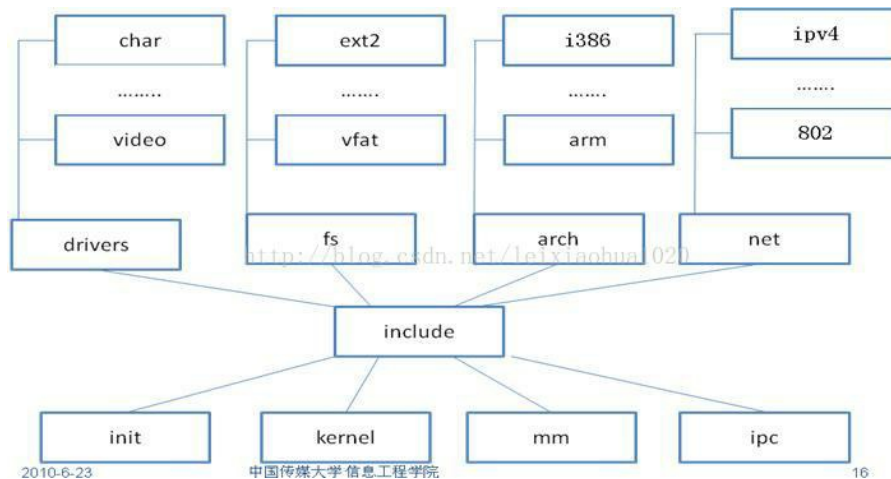 char ext2 i386 ipv4
........ ....... ....... .......
video vfat arm 802
drivers fs arch net
http://blog.csdn.net/leixiaohua1020
include
init kernel mm ipc
2010-6-23 中国传媒大学 信息工程学院 16